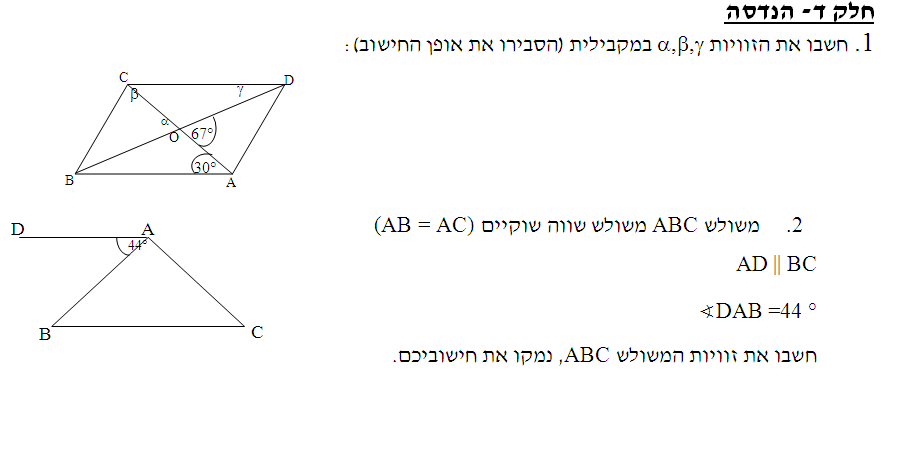 חלק ד- הנדסה
1. חשבו את הזוויות α,β,γ במקבילית (הסבירו את אופן החישוב):
C
D
β
γ
α
O
67°
30°
B
A
2. משולש ABC משולש שווה שוקיים (AB = AC)
AD || BC
∢DAB =44 °
חשבו את זוויות המשולש ABC, נמקו את חישוביכם.
D
A
44°
B
C